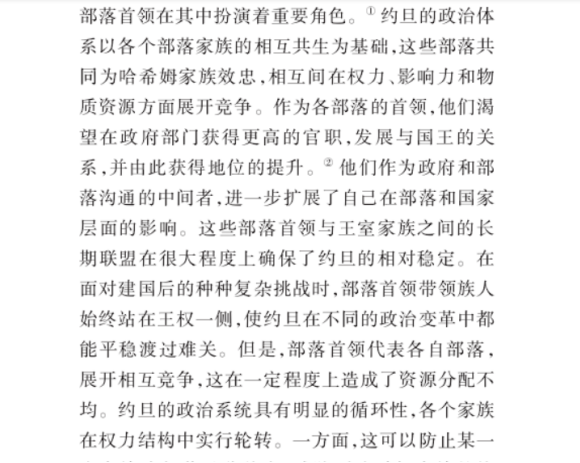 部落首领在其中扮演着重要角色。① 约旦的政治体
系以各个部落家族的相互共生为基础,这些部落共
同为哈希姆家族效忠,相互间在权力、影响力和物
质资源方面展开竞争。作为各部落的首领,他们渴
望在政府部门获得更高的官职,发展与国王的关
系,并由此获得地位的提升。② 他们作为政府和部
落沟通的中间者,进一步扩展了自己在部落和国家
层面的影响。这些部落首领与王室家族之间的长
期联盟在很大程度上确保了约旦的相对稳定。在
面对建国后的种种复杂挑战时,部落首领带领族人
始终站在王权一侧,使约旦在不同的政治变革中都
能平稳渡过难关。但是,部落首领代表各自部落,
展开相互竞争,这在一定程度上造成了资源分配不
均。约旦的政治系统具有明显的循环性,各个家族
在权力结构中实行轮转。一方面,这可以防止某一